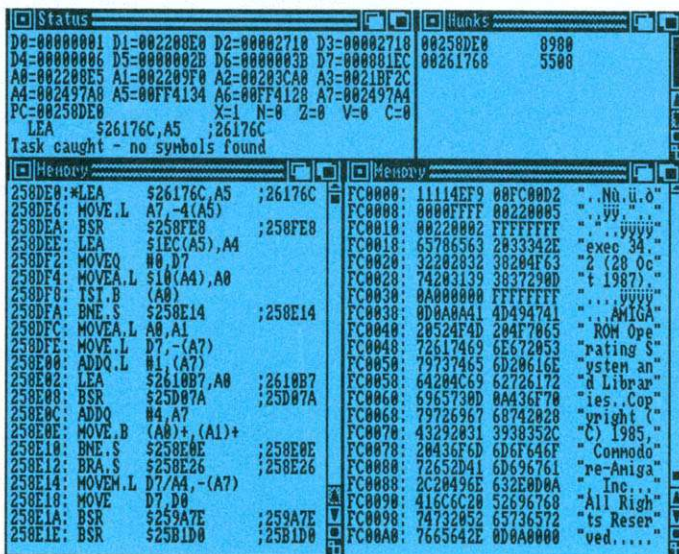 Status
D0=00000001 D1=002208E0 D2=00002710 D3=00002718
D4=00000006 D5=0000002B D6=0000003B D7=000881EC
A0=002208E5 A1=002209F0 A2=00203CA0 A3=0021BF2C
A4=002497A8 A5=00FF4134 A6=00FF4128 A7=002497A4
PC=00258DE0 X=1 N=0 Z=0 V=0 C=0
LEA $26176C,A5 ;26176C
Task caught - no symbols found
Hunks
00258DE0 8980
00261768 5508
Memory
258DE0:*LEA $26176C,A5 ;26176C
258DE6: MOVE.L A7,-4(A5)
258DEA: BSR $258FE8 ;258FE8
258DEE: LEA $1EC(A5),A4
258DF2: MOVEQ #0,D7
258DF4: MOVEA.L $10(A4),A0
258DF8: TST.B (A0)
258DFA: BNE.S $258E14 ;258E14
258DFC: MOVEA.L A0,A1
258DFE: MOVE.L D7,-(A7)
258E00: ADDQ.L #1,(A7)
258E02: LEA $2610B7,A0 ;2610B7
258E08: BSR $25D07A ;25D07A
258E0C: ADDQ #4,A7
258E0E: MOVE.B (A0)+,(A1)+
258E10: BNE.S $258E0E ;258E0E
258E12: BRA.S $258E26 ;258E26
258E14: MOVEM.L D7/A4,-(A7)
258E18: MOVE D7,D0
258E1A: BSR $259A7E ;259A7E
258E1E: BSR $25B1D0 ;25B1D0
Memory
FC0000: 11114EF9 00FC00D2 "..Nù.ü.ò"
FC0008: 0000FFFF 00220005 "..ÿÿ."..
FC0010: 00220002 FFFFFFFF "."..ÿÿÿÿ
FC0018: 65786563 2033342E "exec 34."
FC0020: 32202832 38204F63 "2 (28 Oc"
FC0028: 74203139 3837290D "t 1987)."
FC0030: 0A000000 FFFFFFFF "....ÿÿÿÿ
FC0038: 0D0A0A41 4D494741 "...AMIGA"
FC0040: 20524F4D 204F7065 " ROM Ope"
FC0048: 72617469 6E672053 "rating S"
FC0050: 79737465 6D20616E "ystem an"
FC0058: 64204C69 62726172 "d Librar"
FC0060: 6965730D 0A436F70 "ies..Cop"
FC0068: 79726967 68742028 "yright ("
FC0070: 43292031 3938352C "C) 1985,"
FC0078: 20436F6D 6D6F646F " Commodo"
FC0080: 72652D41 6D696761 "re-Amiga"
FC0088: 2C20496E 632E0D0A ", Inc..."
FC0090: 416C6C20 52696768 "All Righ"
FC0098: 74732052 65736572 "ts Reser"
FC00A0: 7665642E 0D0A0000 "ved....."